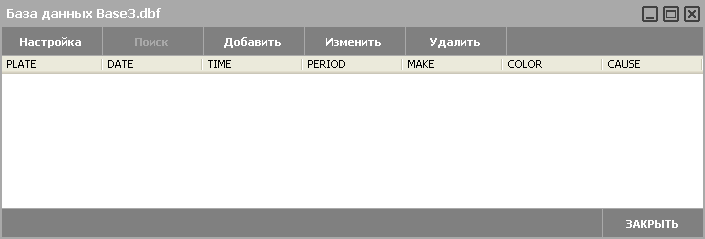 База данных Base3.dbf
Настройка Поиск Добавить Изменить Удалить
PLATE DATE TIME PERIOD MAKE COLOR CAUSE
ЗАКРЫТЬ